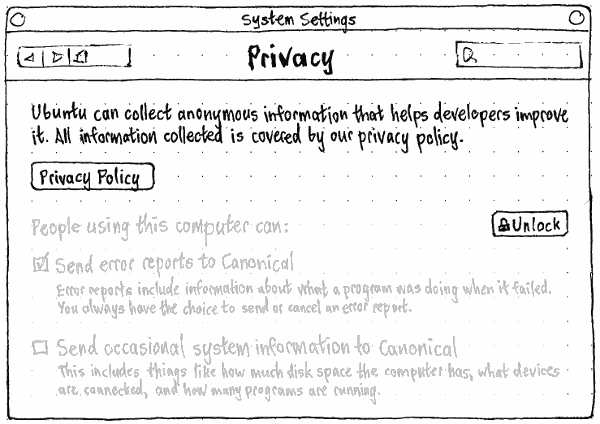 System Settings
Privacy
Ubuntu can collect anonymous information that helps developers improve
it. All information collected is covered by our privacy policy.
Privacy Policy
People using this computer can:
Unlock
Send error reports to Canonical
Error reports include information about what a program was doing when it failed.
You always have the choice to send or cancel an error report.
Send occasional system information to Canonical
This includes things like how much disk space the computer has, what devices
are connected, and how many programs are running.